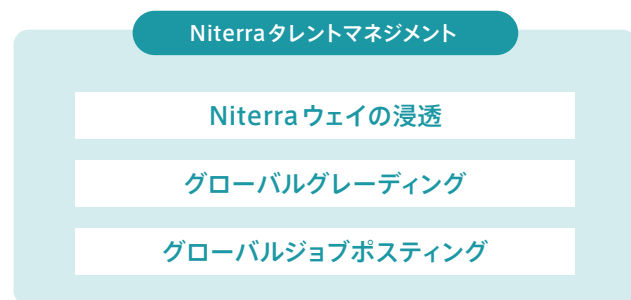 Niterraタレントマネジメント
Niterraウェイの浸透
グローバルグレーディング
グローバルジョブポスティング